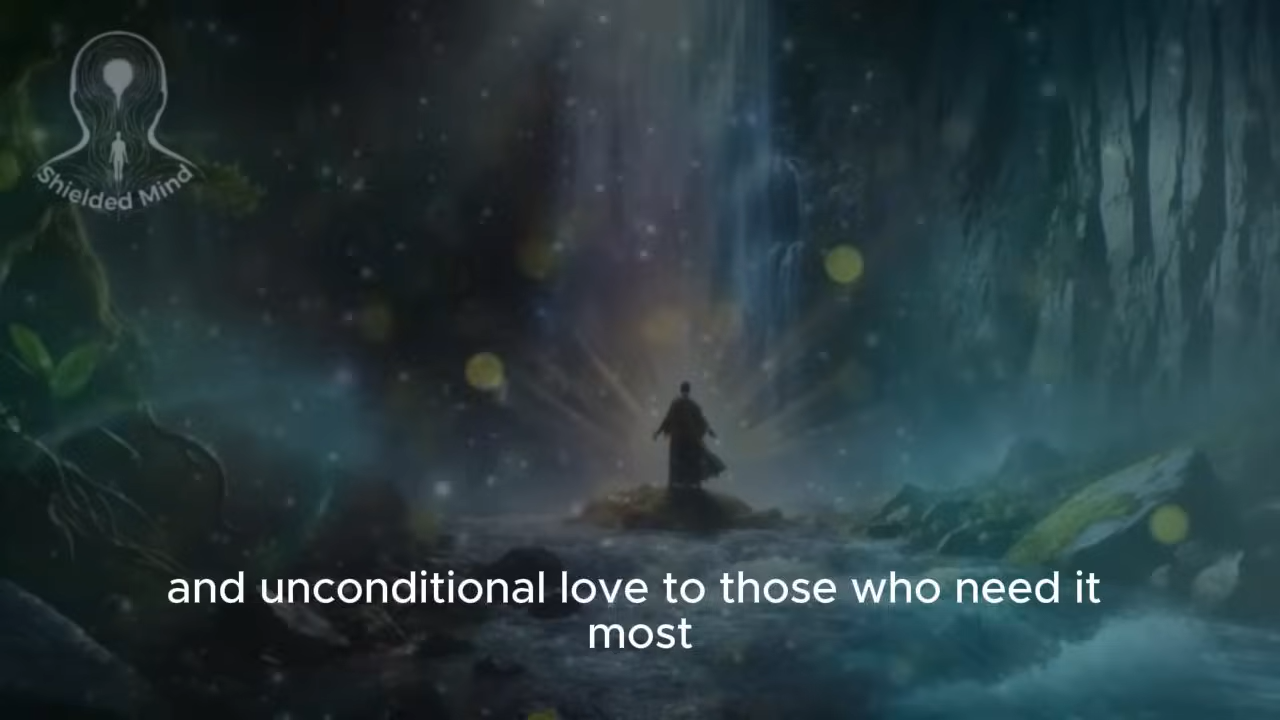 Shielded Mind
and unconditional love to those who need it
most